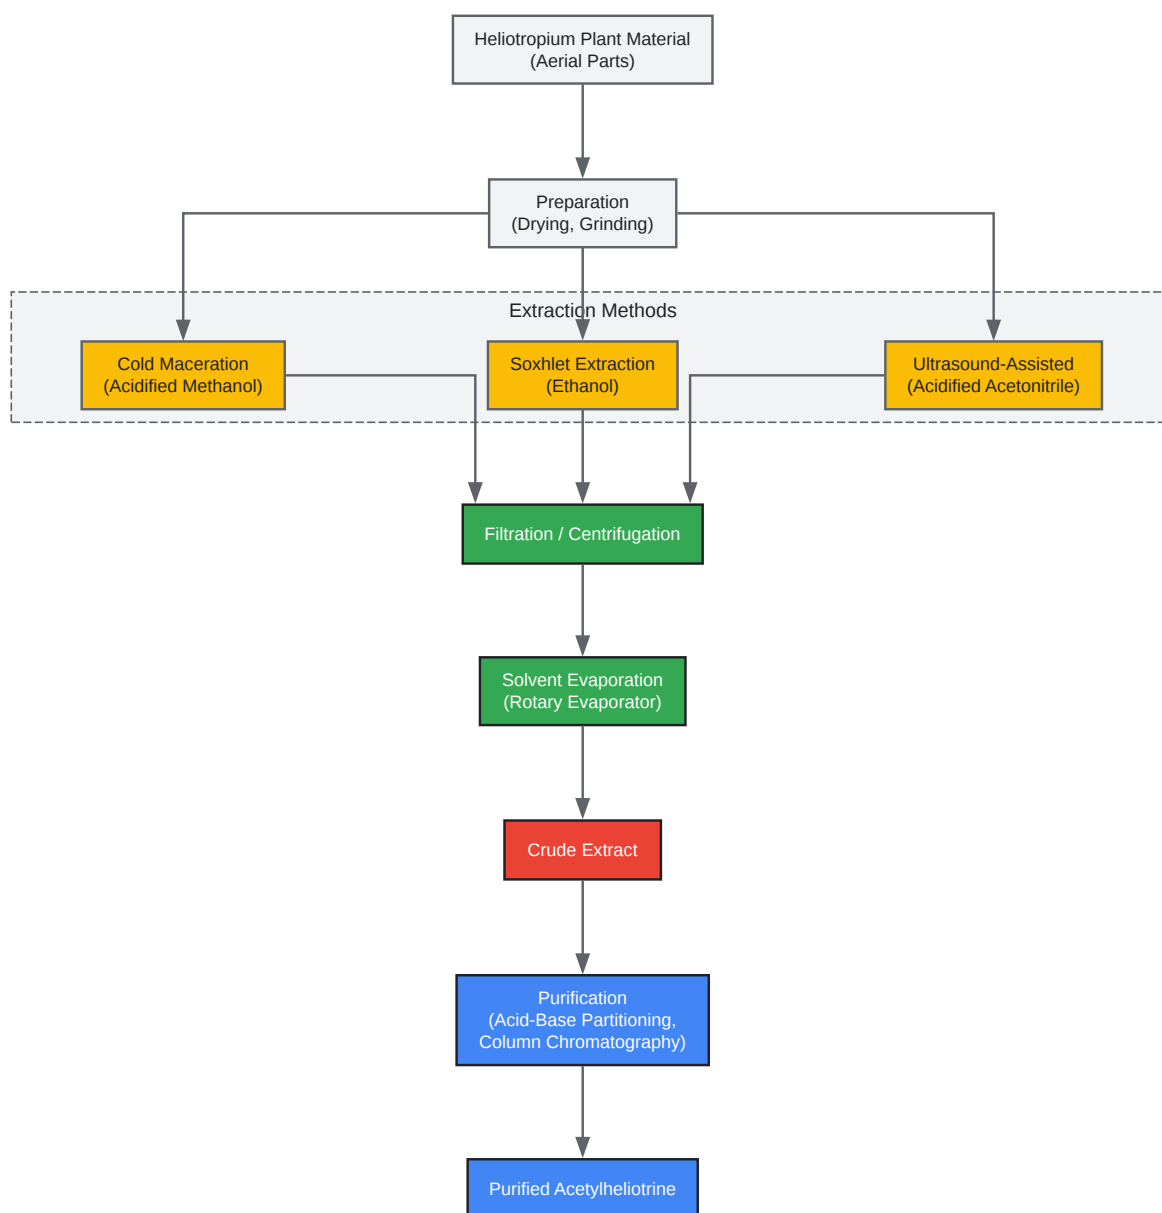 Heliotropium Plant Material
(Aerial Parts)
Preparation
(Drying, Grinding)
Extraction Methods
Cold Maceration
(Acidified Methanol)
Soxhlet Extraction
(Ethanol)
Ultrasound-Assisted
(Acidified Acetonitrile)
Filtration / Centrifugation
Solvent Evaporation
(Rotary Evaporator)
Crude Extract
Purification
(Acid-Base Partitioning,
Column Chromatography)
Purified Acetylheliotrine